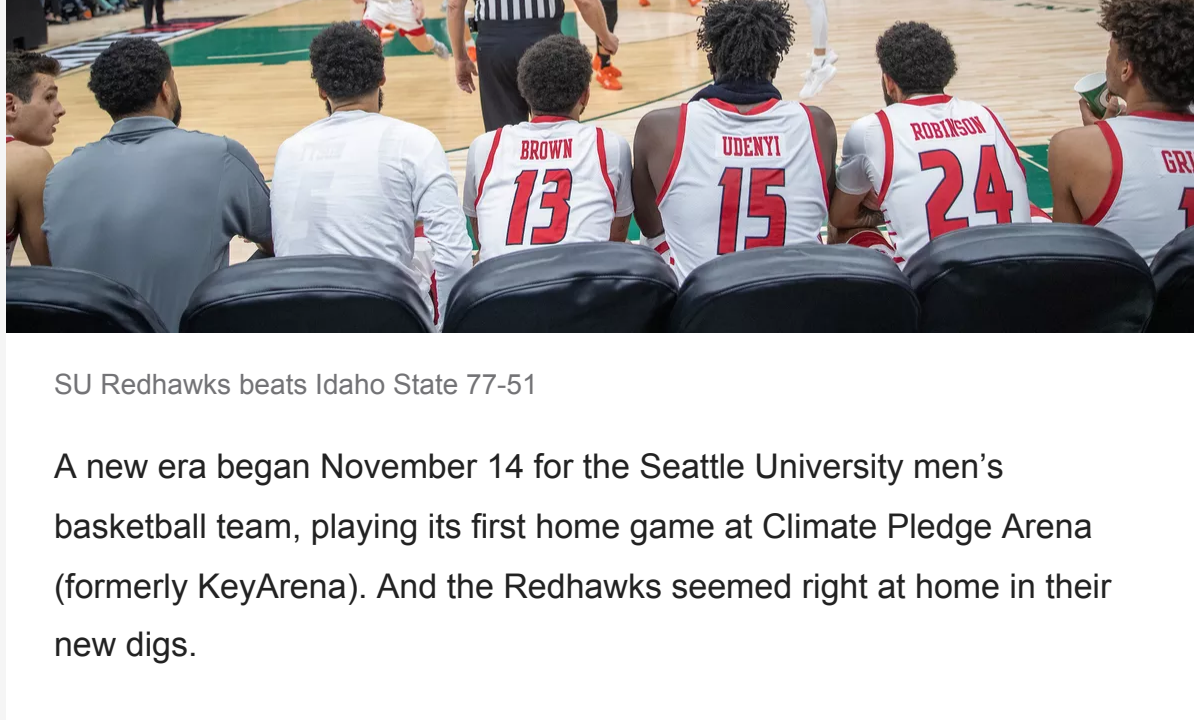 BROWN
13
UDENYI
15
ROBINSON
24
SU Redhawks beats Idaho State 77-51
A new era began November 14 for the Seattle University men’s
basketball team, playing its first home game at Climate Pledge Arena
(formerly KeyArena). And the Redhawks seemed right at home in their
new digs.